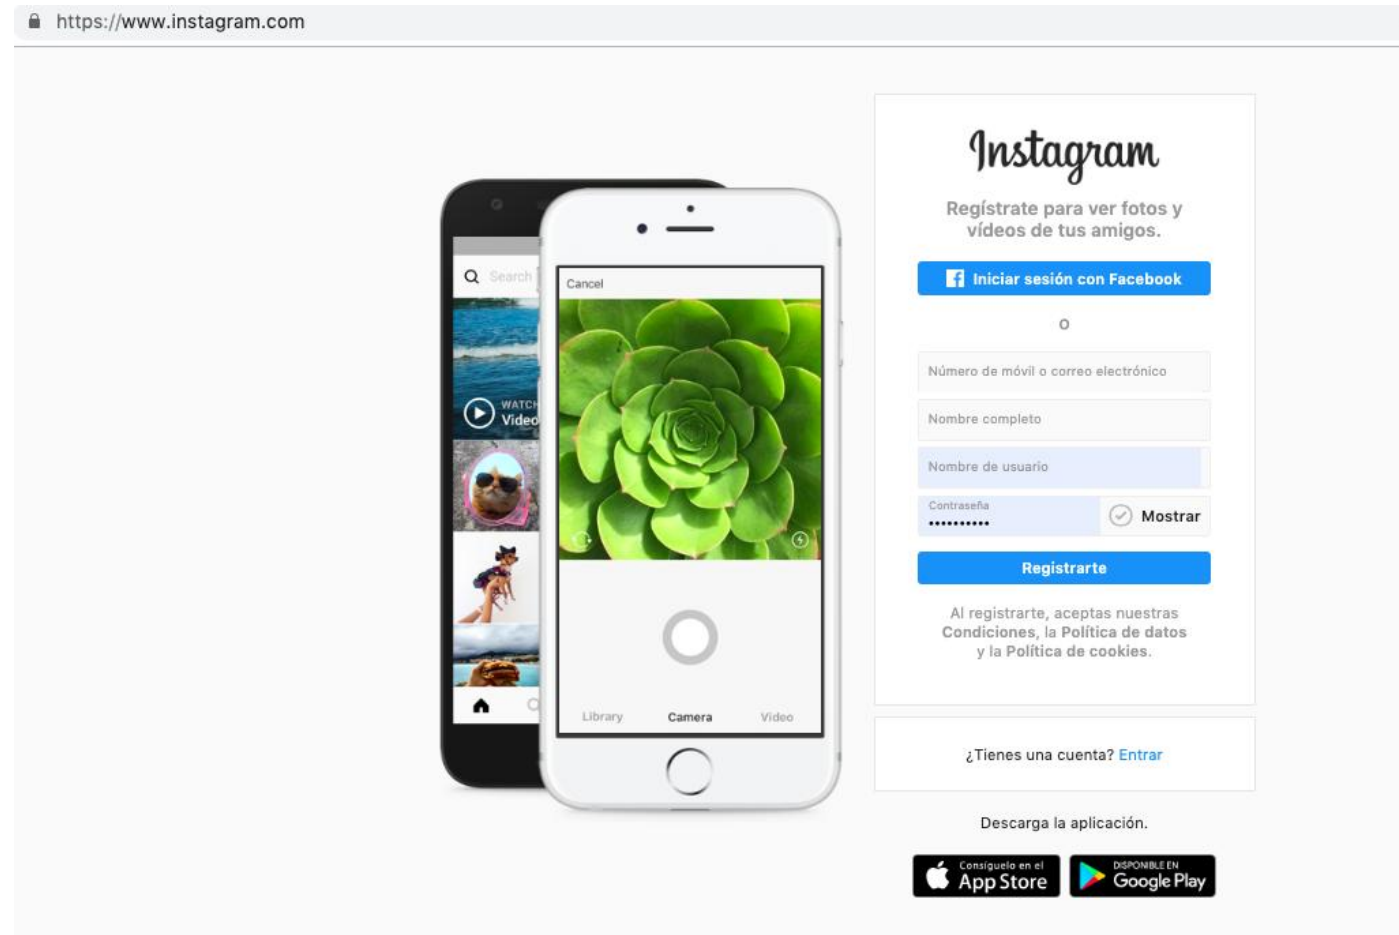 https://www.instagram.com
Instagram
Regístrate para ver fotos y
vídeos de tus amigos.
Iniciar sesión con Facebook
O
Número de móvil o correo electrónico
Nombre completo
Nombre de usuario
Contraseña
••••••••••
Mostrar
Registrarte
Al registrarte, aceptas nuestras
Condiciones, la Política de datos
y la Política de cookies.
¿Tienes una cuenta? Entrar
Descarga la aplicación.
Consíguelo en el
App Store
DISPONIBLE EN
Google Play
Search
WATCH
Video
Cancel
Library Camera Video